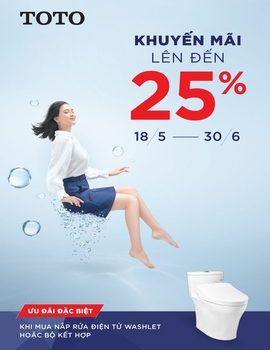 TOTO
KHUYẾN MÃI
LÊN ĐẾN
25%
18/5 — 30/6
ƯU ĐÃI ĐẶC BIỆT
KHI MUA NẮP RỬA ĐIỆN TỬ WASHLET
HOẶC BỘ KẾT HỢP